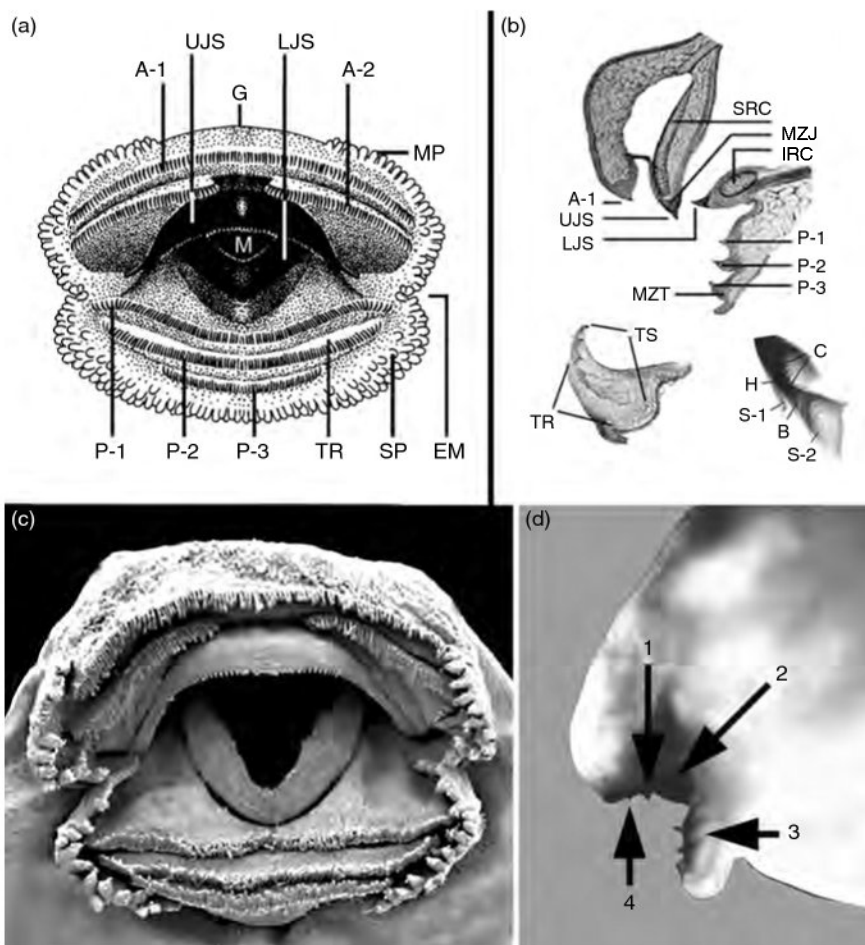 (a)
UJS LJS
A-1 G A-2
MP
M
P-1 P-2 P-3 TR SP EM
(b)
SRC
MZJ
IRC
A-1
UJS
LJS
P-1
P-2
P-3
MZT
TS
C
H
TR
S-1
B
S-2
(c)
(d)
1
2
3
4